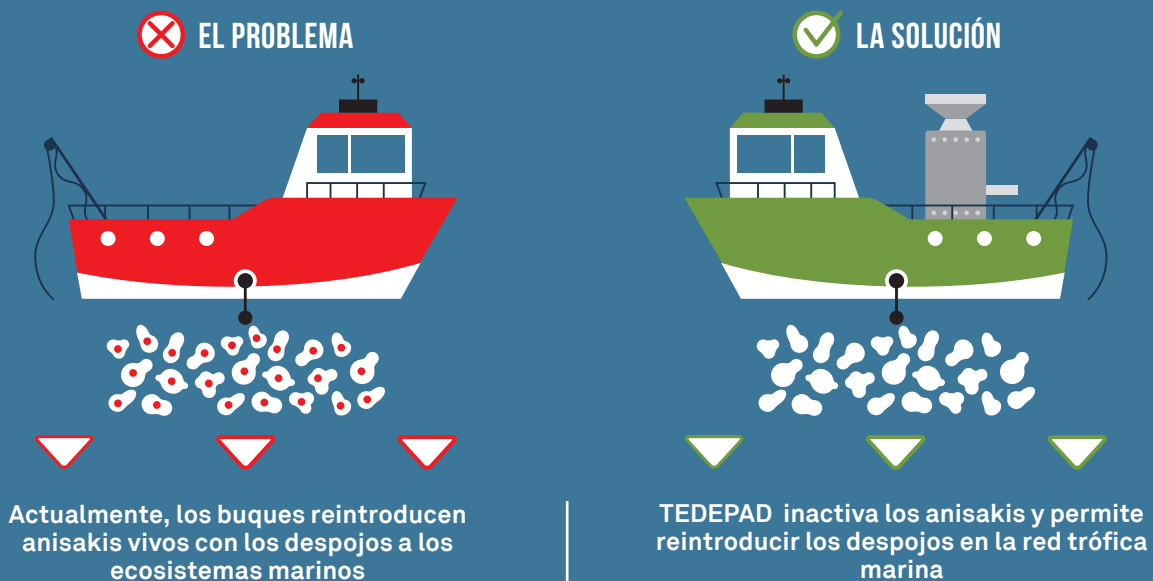 EL PROBLEMA
Actualmente, los buques reintroducen
anisakis vivos con los despojos a los
ecosistemas marinos
LA SOLUCIÓN
TEDEPAD inactiva los anisakis y permite
reintroducir los despojos en la red trófica
marina